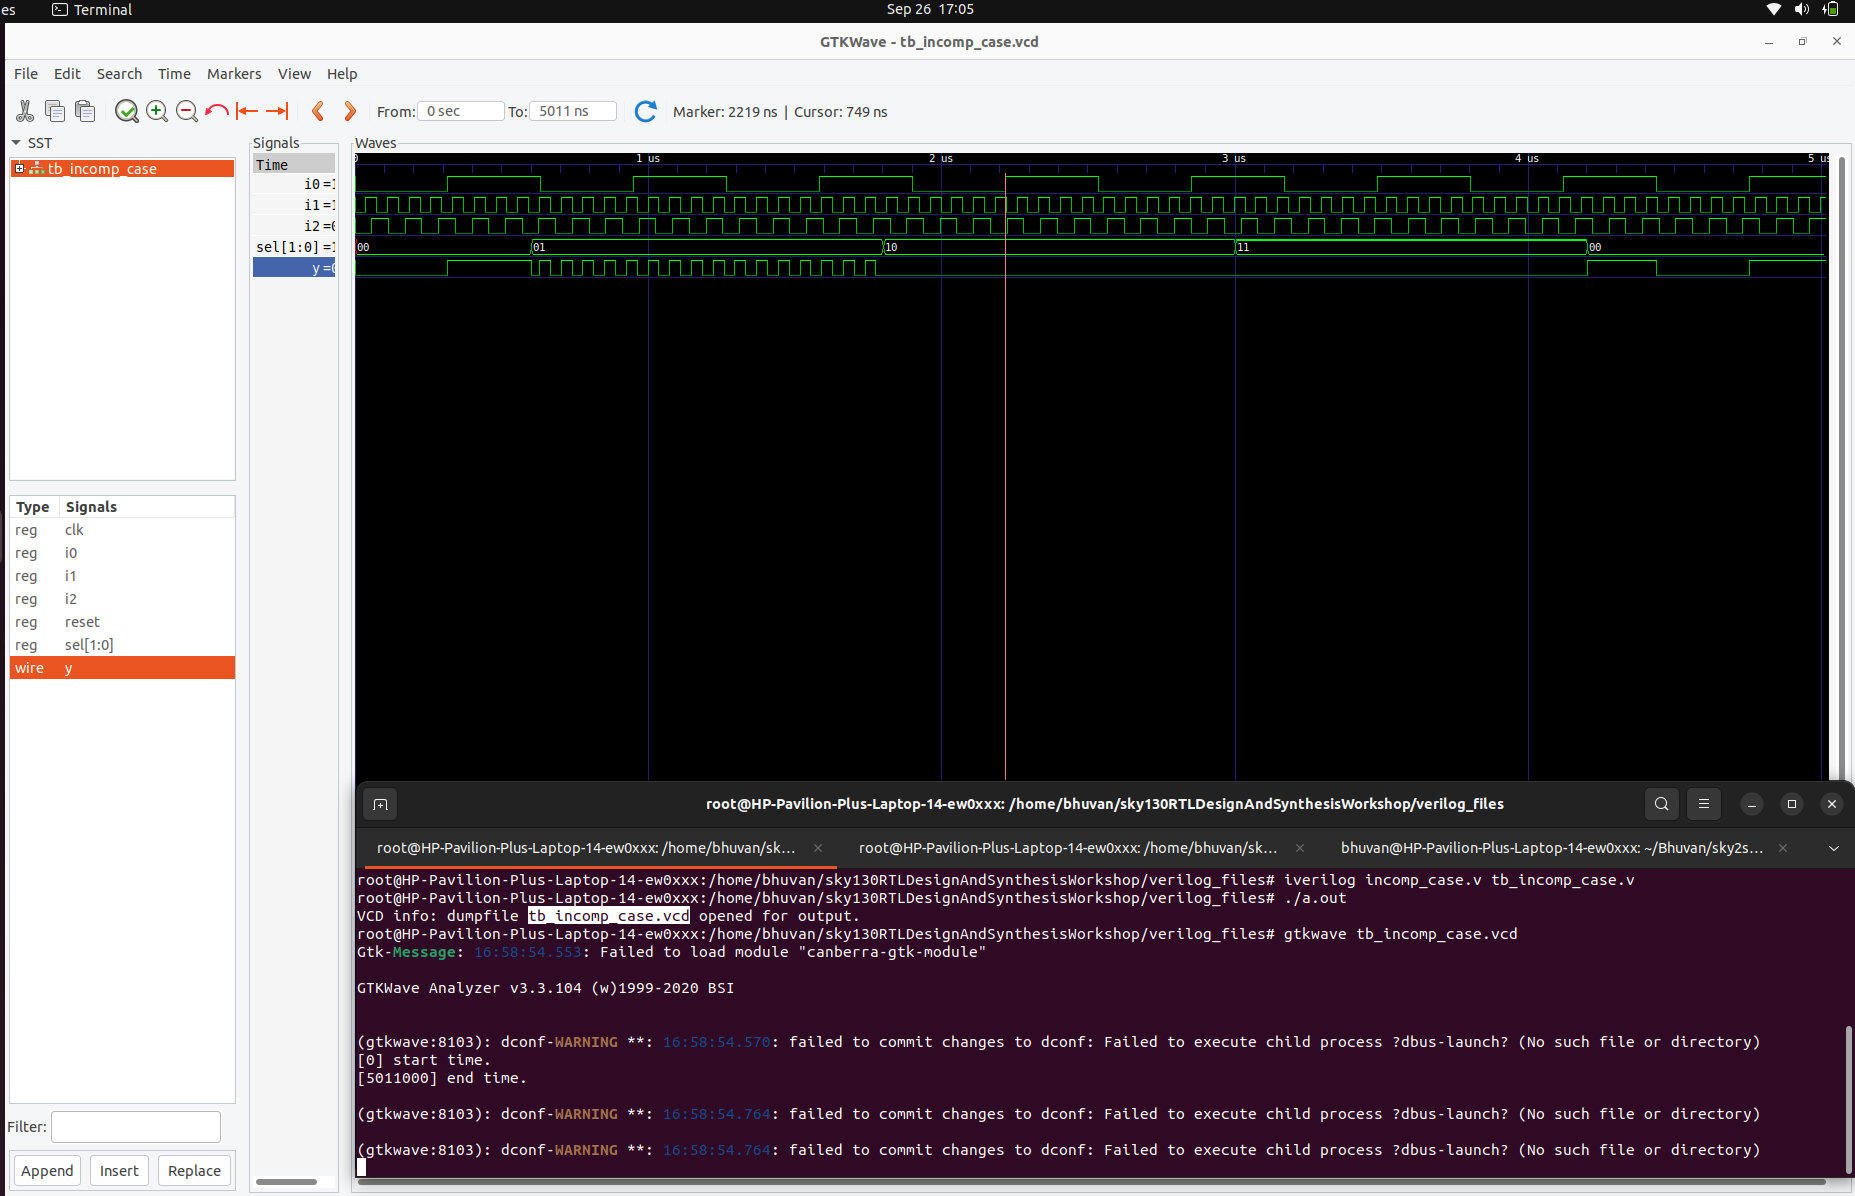 es Terminal Sep 26 17:05
GTKWave - tb_incomp_case.vcd
File Edit Search Time Markers View Help
From: 0 sec To: 5011 ns Marker: 2219 ns | Cursor: 749 ns
SST
tb_incomp_case
Type Signals
reg clk
reg i0
reg i1
reg i2
reg reset
reg sel[1:0]
wire y
Filter:
Append Insert Replace
Signals
Time
i0 =1
i1 =1
i2 =0
sel[1:0] =1
y =0
Waves
0 1 us 2 us 3 us 4 us 5 us
00 01 10 11 00
root@HP-Pavilion-Plus-Laptop-14-ew0xxx: /home/bhuvan/sky130RTLDesignAndSynthesisWorkshop/verilog_files
root@HP-Pavilion-Plus-Laptop-14-ew0xxx: /home/bhuvan/sk... root@HP-Pavilion-Plus-Laptop-14-ew0xxx: /home/bhuvan/sk... bhuvan@HP-Pavilion-Plus-Laptop-14-ew0xxx: ~/Bhuvan/sky2s...
root@HP-Pavilion-Plus-Laptop-14-ew0xxx:/home/bhuvan/sky130RTLDesignAndSynthesisWorkshop/verilog_files# iverilog incomp_case.v tb_incomp_case.v
root@HP-Pavilion-Plus-Laptop-14-ew0xxx:/home/bhuvan/sky130RTLDesignAndSynthesisWorkshop/verilog_files# ./a.out
VCD info: dumpfile tb_incomp_case.vcd opened for output.
root@HP-Pavilion-Plus-Laptop-14-ew0xxx:/home/bhuvan/sky130RTLDesignAndSynthesisWorkshop/verilog_files# gtkwave tb_incomp_case.vcd
Gtk-Message: 16:58:54.553: Failed to load module "canberra-gtk-module"
GTKWave Analyzer v3.3.104 (w)1999-2020 BSI
(gtkwave:8103): dconf-WARNING **: 16:58:54.570: failed to commit changes to dconf: Failed to execute child process ?dbus-launch? (No such file or directory)
[0] start time.
[5011000] end time.
(gtkwave:8103): dconf-WARNING **: 16:58:54.764: failed to commit changes to dconf: Failed to execute child process ?dbus-launch? (No such file or directory)
(gtkwave:8103): dconf-WARNING **: 16:58:54.764: failed to commit changes to dconf: Failed to execute child process ?dbus-launch? (No such file or directory)